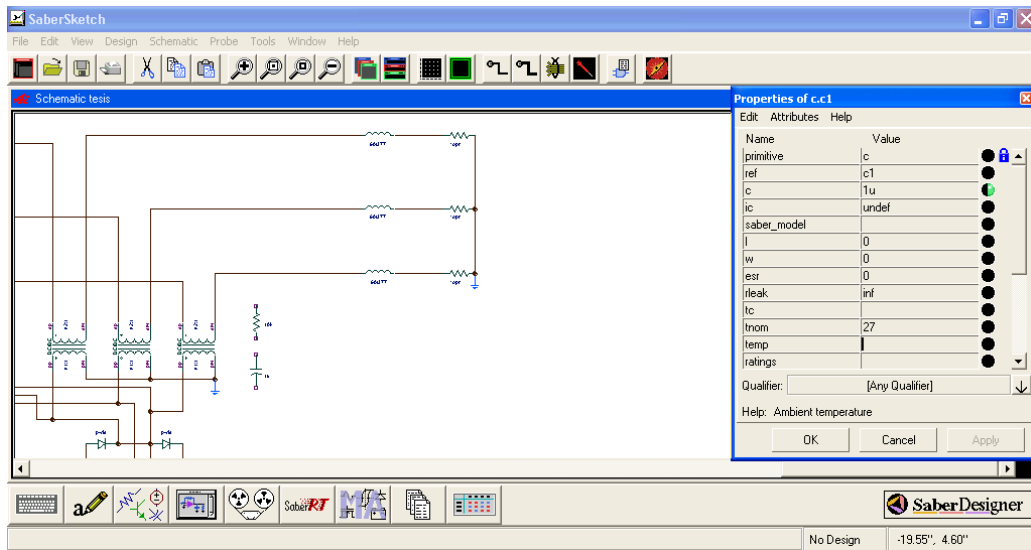 SaberSketch
File Edit View Design Schematic Probe Tools Window Help
Schematic tesis
Properties of c.c1
Edit Attributes Help
Name Value
primitive c
ref c1
c 1u
ic undef
saber_model
l 0
w 0
esr 0
rleak inf
tc
tnom 27
temp
ratings
Qualifier: [Any Qualifier]
Help: Ambient temperature
OK Cancel Apply
SaberRT
MA
SaberDesigner
No Design -19.55", 4.60"